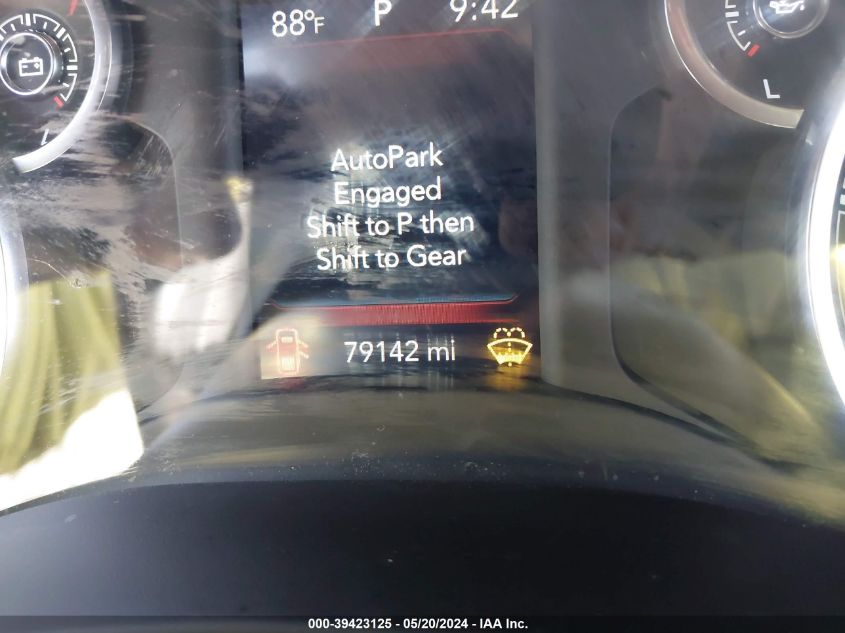 88°F P 9:42
L L
AutoPark
Engaged
Shift to P then
Shift to Gear
79142 mi
000-39423125 - 05/20/2024 - IAA Inc.